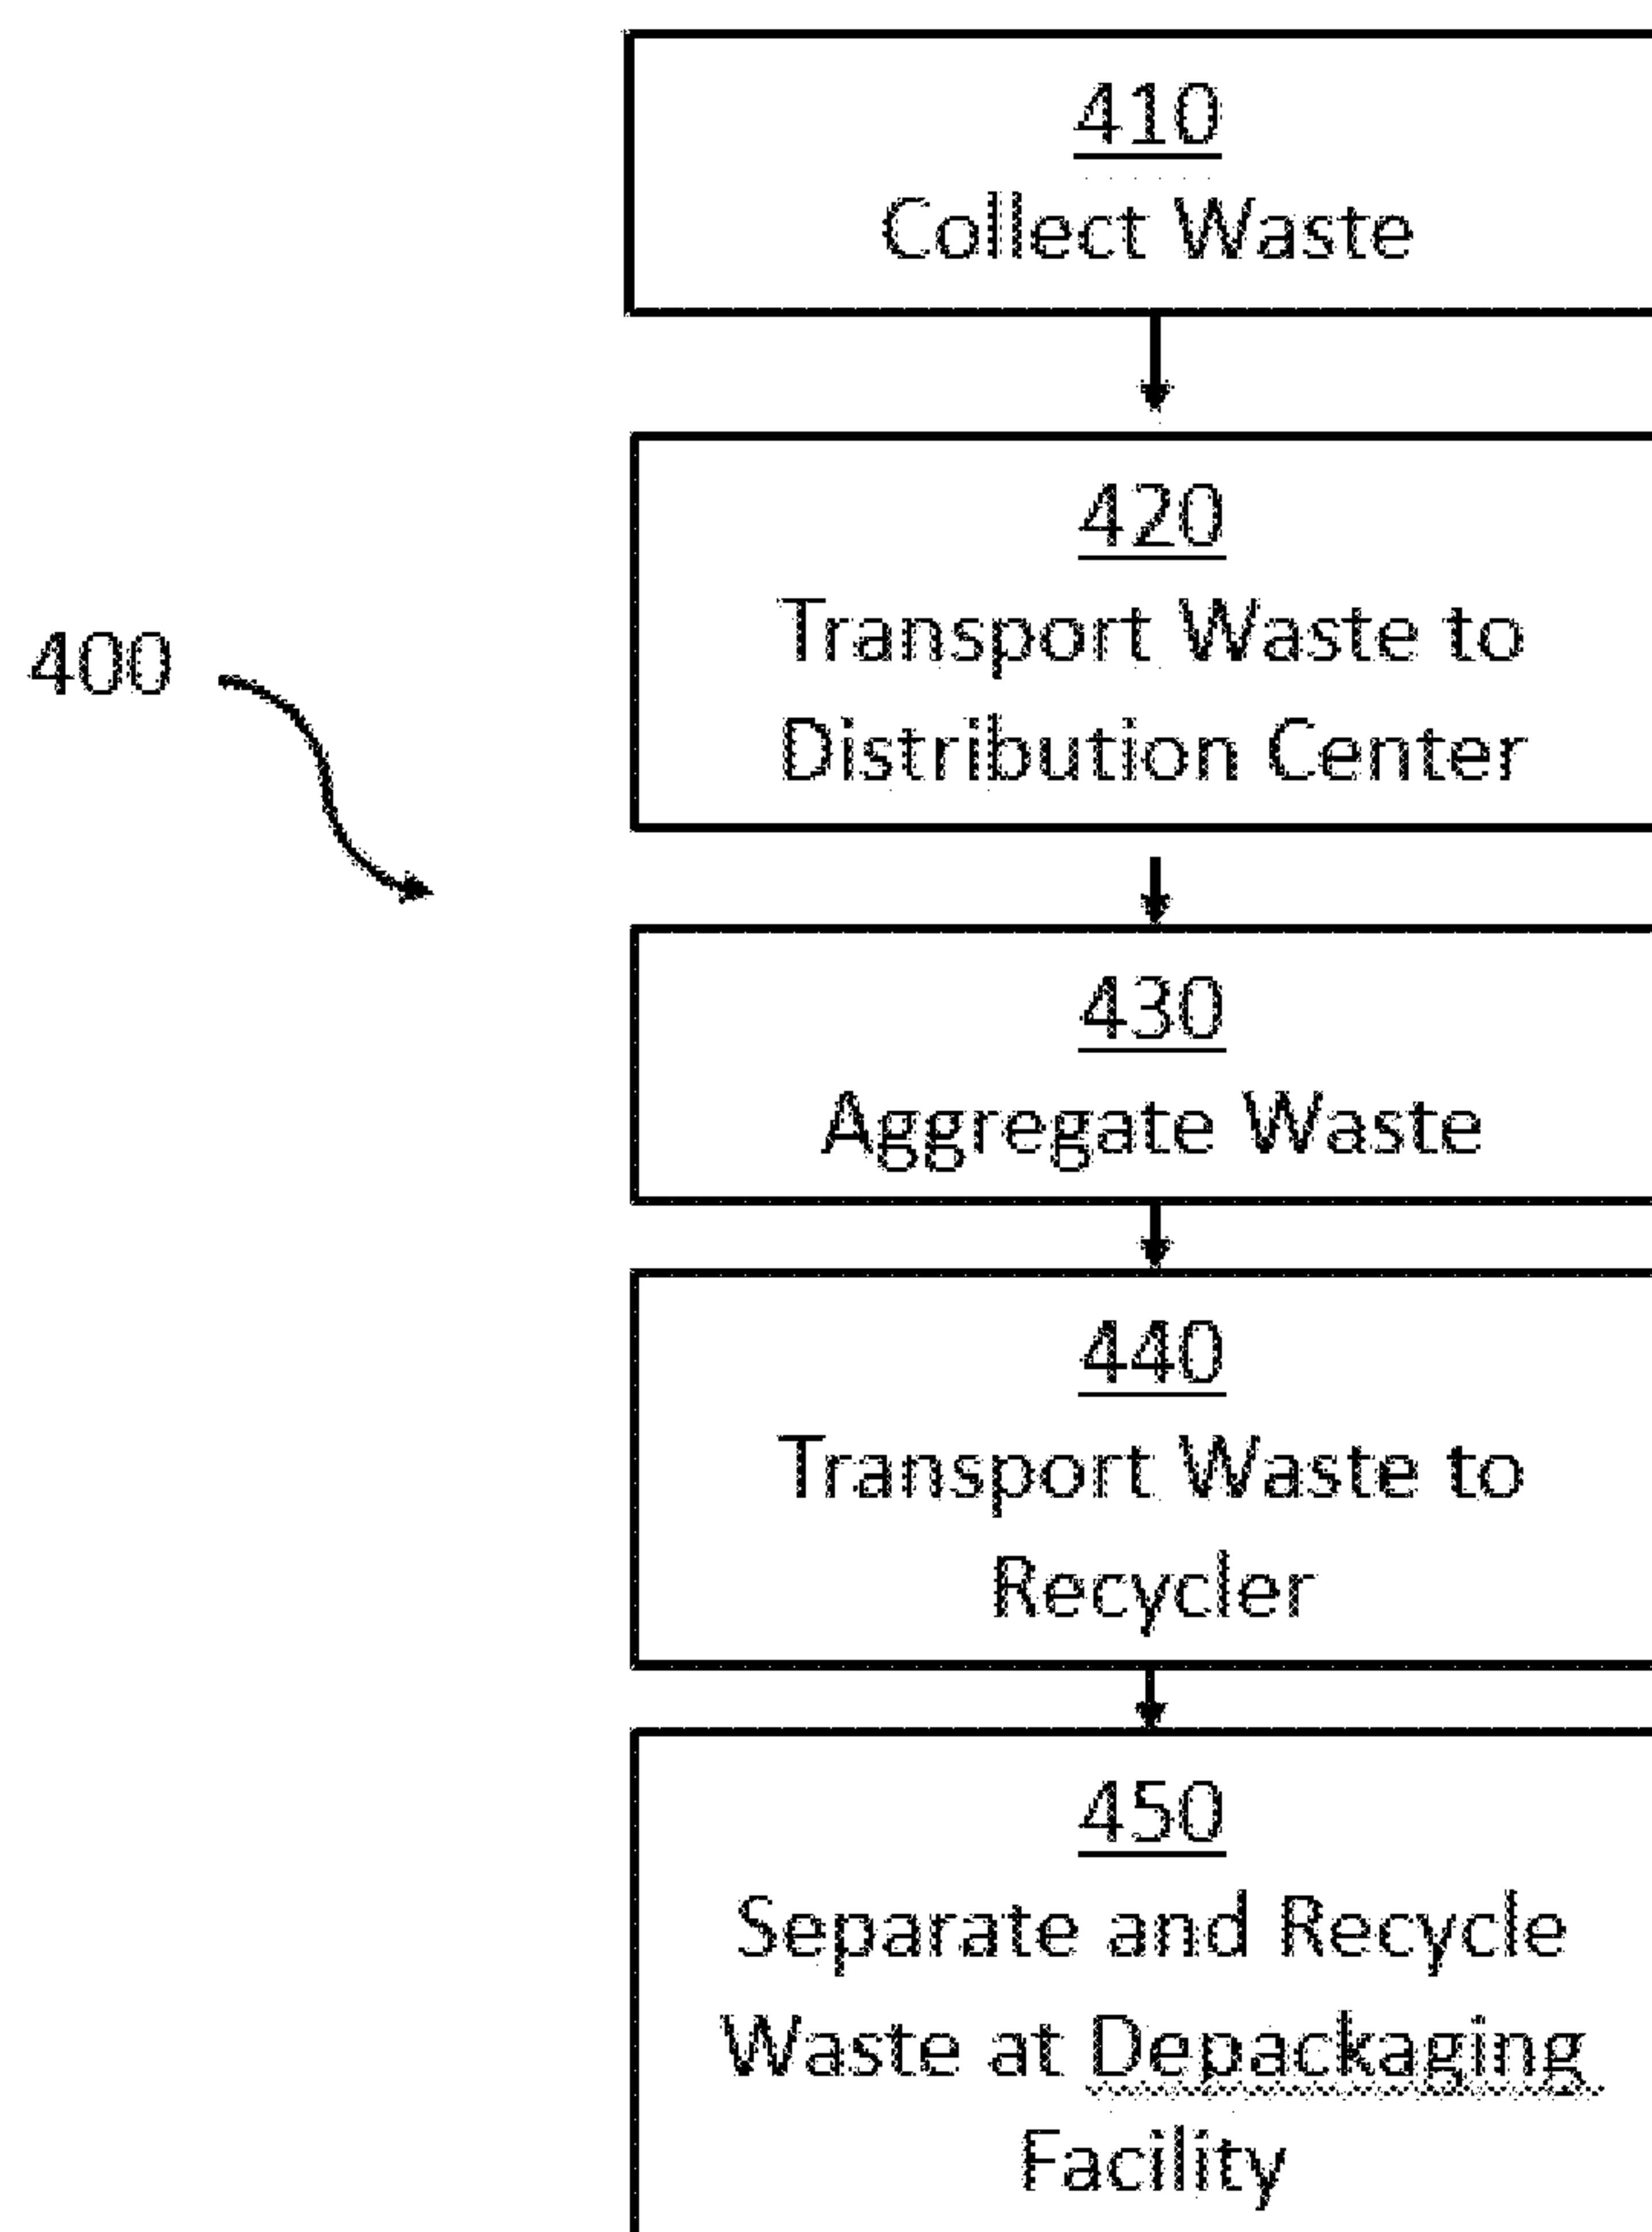 410
Collect Waste
420
Transport Waste to
Distribution Center
400
430
Aggregate Waste
440
Transport Waste to
Recycler
450
Separate and Recycle
Waste at Depackaging
Facility